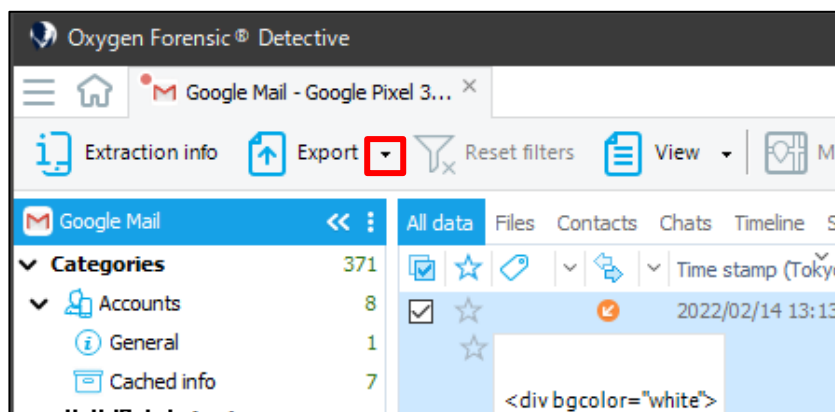 Oxygen Forensic® Detective
Google Mail - Google Pixel 3...
Extraction info Export Reset filters View M
Google Mail All data Files Contacts Chats Timeline S
Categories 371
Time stamp (Tokyo
Accounts 8
2022/02/14 13:13
General 1
Cached info 7
<div bgcolor="white">